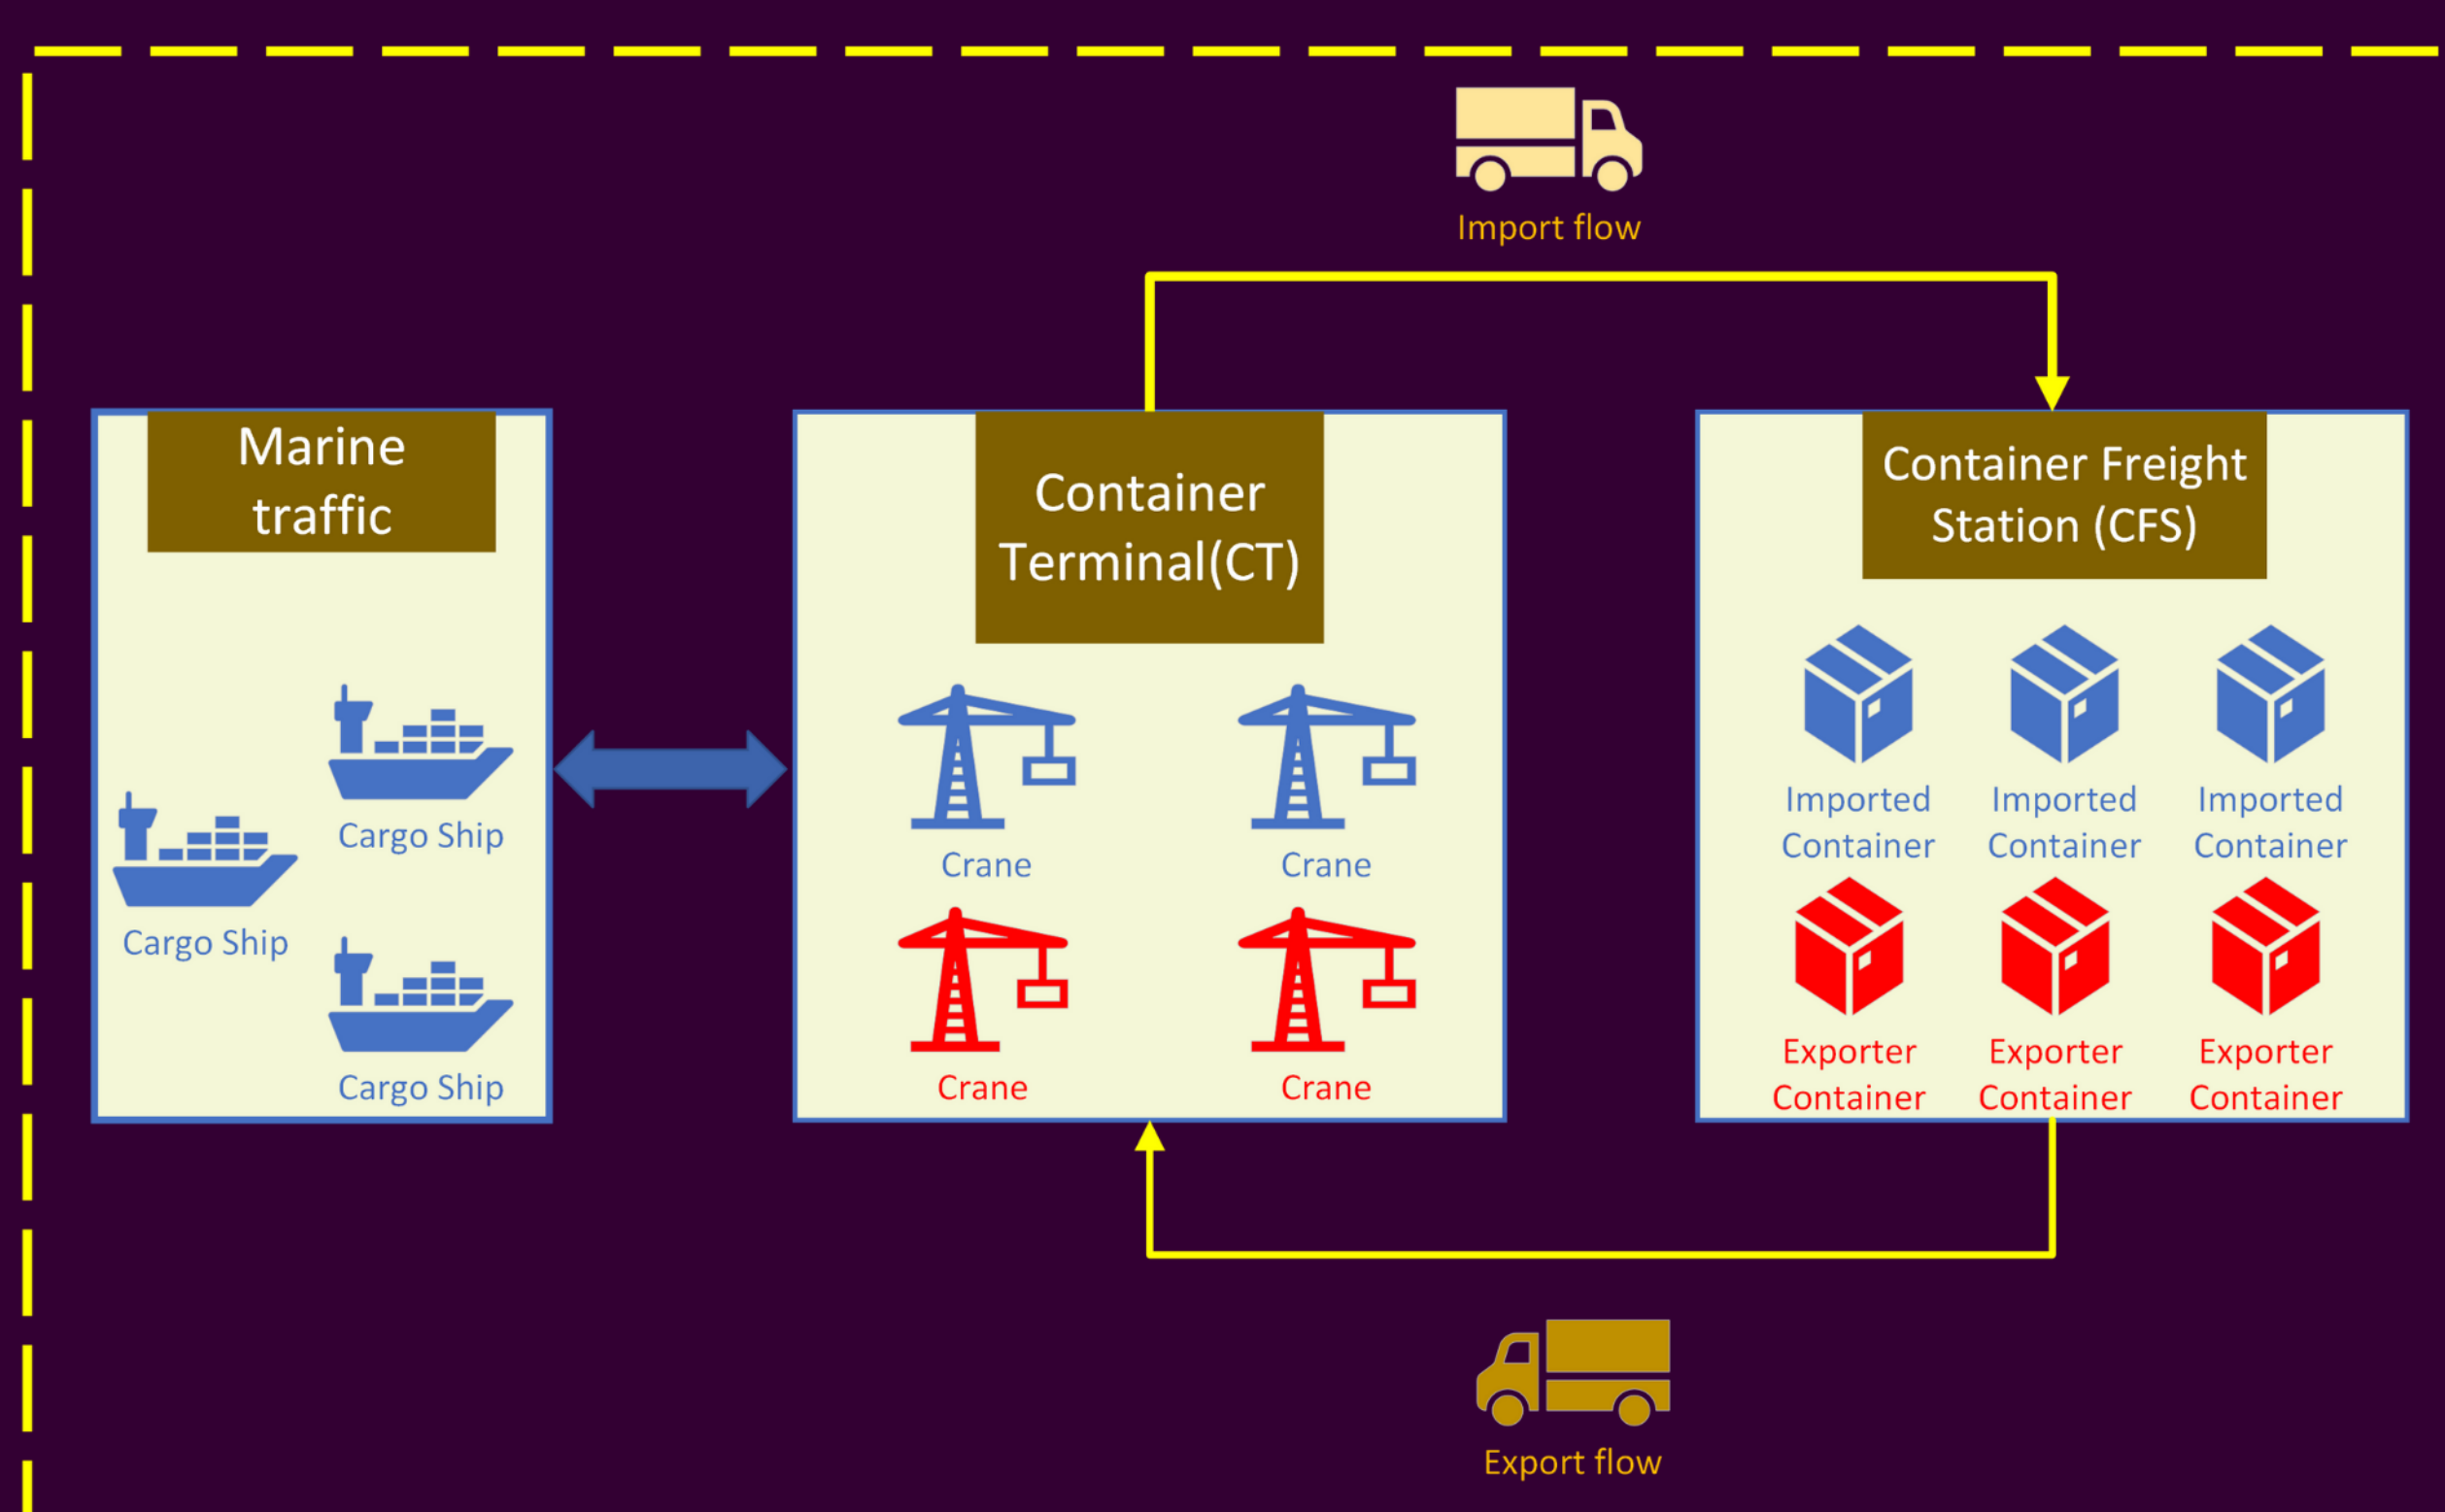 Import flow
Marine
traffic
Cargo Ship
Cargo Ship
Cargo Ship
Container
Terminal(CT)
Crane
Crane
Crane
Crane
Container Freight
Station (CFS)
Imported
Container
Imported
Container
Imported
Container
Exporter
Container
Exporter
Container
Exporter
Container
Export flow